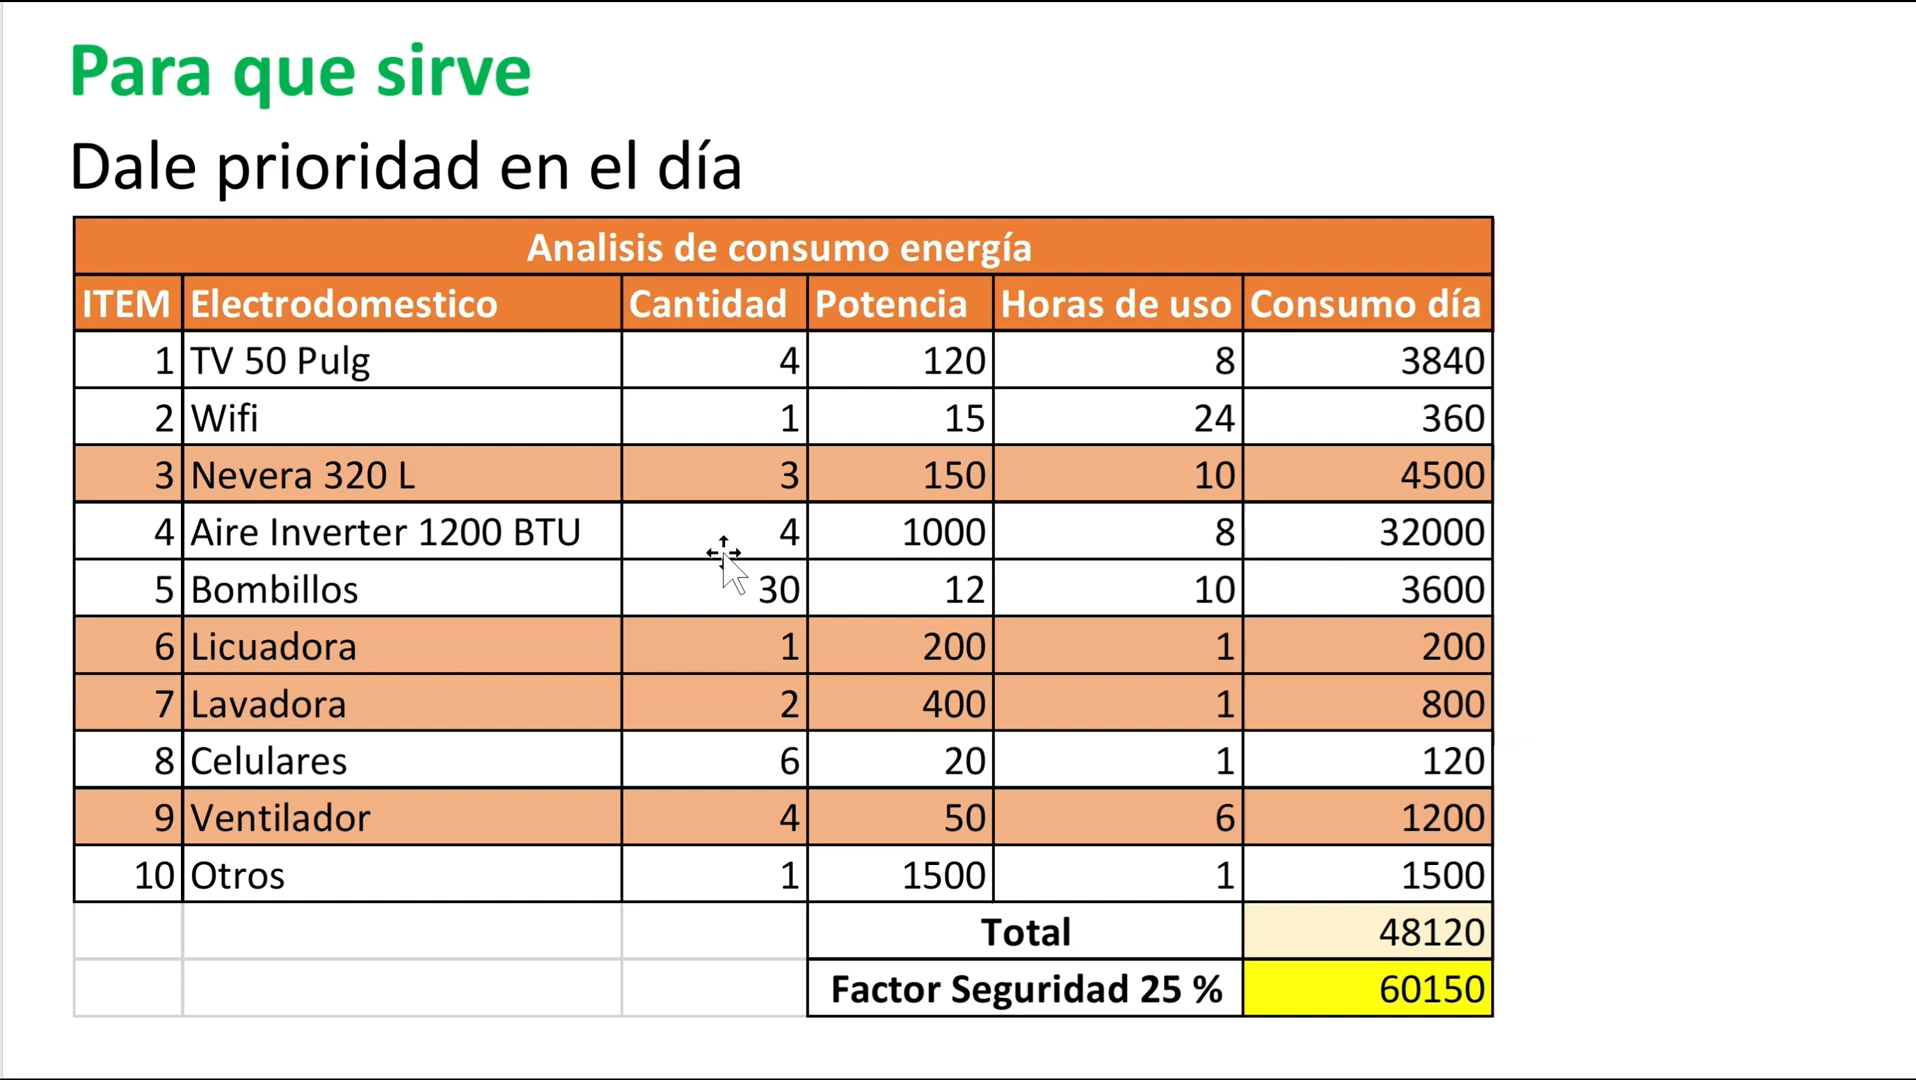 Para que sirve
Dale prioridad en el día
Analisis de consumo energía
ITEM Electrodomestico Cantidad Potencia Horas de uso Consumo día
1 TV 50 Pulg 4 120 8 3840
2 Wifi 1 15 24 360
3 Nevera 320 L 3 150 10 4500
4 Aire Inverter 1200 BTU 4 1000 8 32000
5 Bombillos 30 12 10 3600
6 Licuadora 1 200 1 200
7 Lavadora 2 400 1 800
8 Celulares 6 20 1 120
9 Ventilador 4 50 6 1200
10 Otros 1 1500 1 1500
Total 48120
Factor Seguridad 25 % 60150